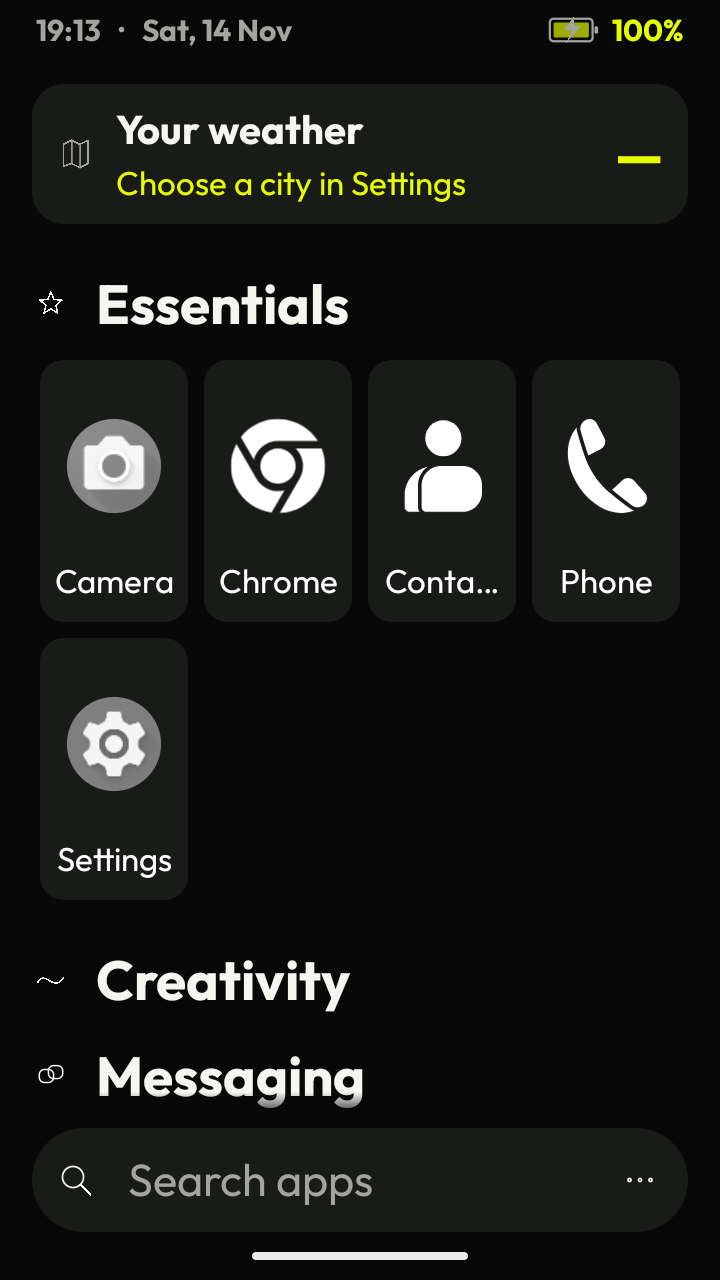 19:13 · Sat, 14 Nov
100%
Your weather
Choose a city in Settings
Essentials
Camera
Chrome
Conta...
Phone
Settings
Creativity
Messaging
Search apps